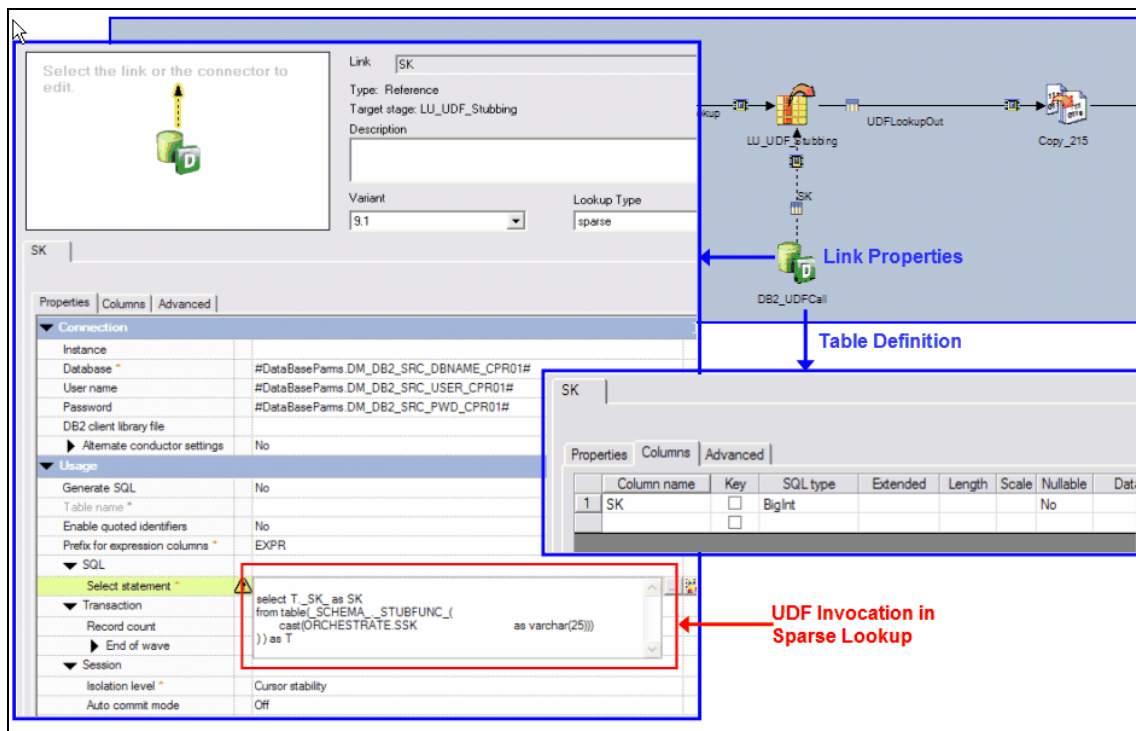 Select the link or the connector to
edit.
Link SK
Type: Reference
Target stage: LU_UDF_Stubbing
Description
Variant
Lookup Type
9.1
sparse
SK
Properties Columns Advanced
Connection
Instance
Database * #DataBaseParms.DM_DB2_SRC_DBNAME_CPR01#
User name #DataBaseParms.DM_DB2_SRC_USER_CPR01#
Password #DataBaseParms.DM_DB2_SRC_PWD_CPR01#
DB2 client library file
Alternate conductor settings No
Usage
Generate SQL No
Table name *
Enable quoted identifiers No
Prefix for expression columns * EXPR
SQL
Select statement *
select T._SK_ as SK
from table(_SCHEMA_._STUBFUNC_(
cast(ORCHESTRATE.SSK as varchar(25)))
) ) as T
Transaction
Record count
End of wave
Session
Isolation level * Cursor stability
Auto commit mode Off
kup
LU_UDF_Stubbing
UDFLookupOut
Copy_215
SK
DB2_UDFCall
Link Properties
Table Definition
SK
Properties Columns Advanced
Column name Key SQL type Extended Length Scale Nullable Data
1 SK BigInt No
UDF Invocation in
Sparse Lookup